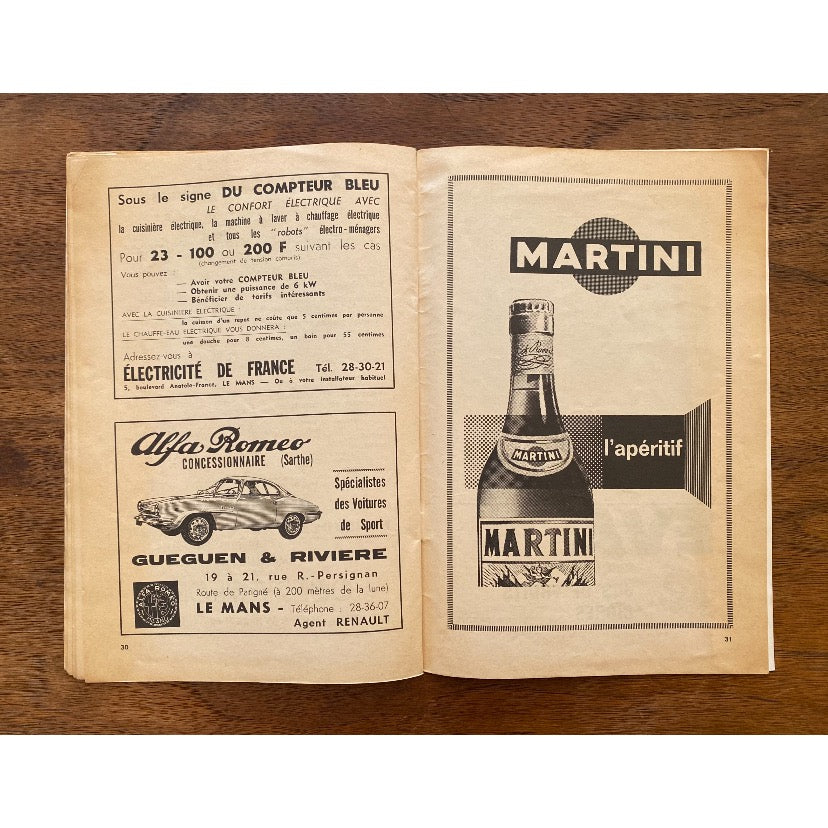 Sous le signe DU COMPTEUR BLEU
LE CONFORT ÉLECTRIQUE AVEC
la cuisinière électrique, la machine à laver à chauffage électrique
et tous les "robots" électro-ménagers
Pour 23 - 100 ou 200 F suivant les cas
(changement de tension compris)
Vous pouvez :
— Avoir votre COMPTEUR BLEU
— Obtenir une puissance de 6 kW
— Bénéficier de tarifs intéressants
AVEC LA CUISINIÈRE ÉLECTRIQUE :
la cuisson d'un repas ne coûte que 5 centimes par personne
LE CHAUFFE-EAU ÉLECTRIQUE VOUS DONNERA :
une douche pour 8 centimes, un bain pour 55 centimes
Adressez-vous à
ÉLECTRICITÉ DE FRANCE Tél. 28-30-21
5, boulevard Anatole-France, LE MANS — Ou à votre installateur habituel
Alfa Romeo
CONCESSIONNAIRE (Sarthe)
Spécialistes
des Voitures
de Sport
GUEGUEN & RIVIERE
19 à 21, rue R.-Persignan
Route de Parigné (à 200 mètres de la lune)
LE MANS - Téléphone : 28-36-07
Agent RENAULT
ALFA-ROMEO
30
MARTINI
MARTINI
l'apéritif
MARTINI
31